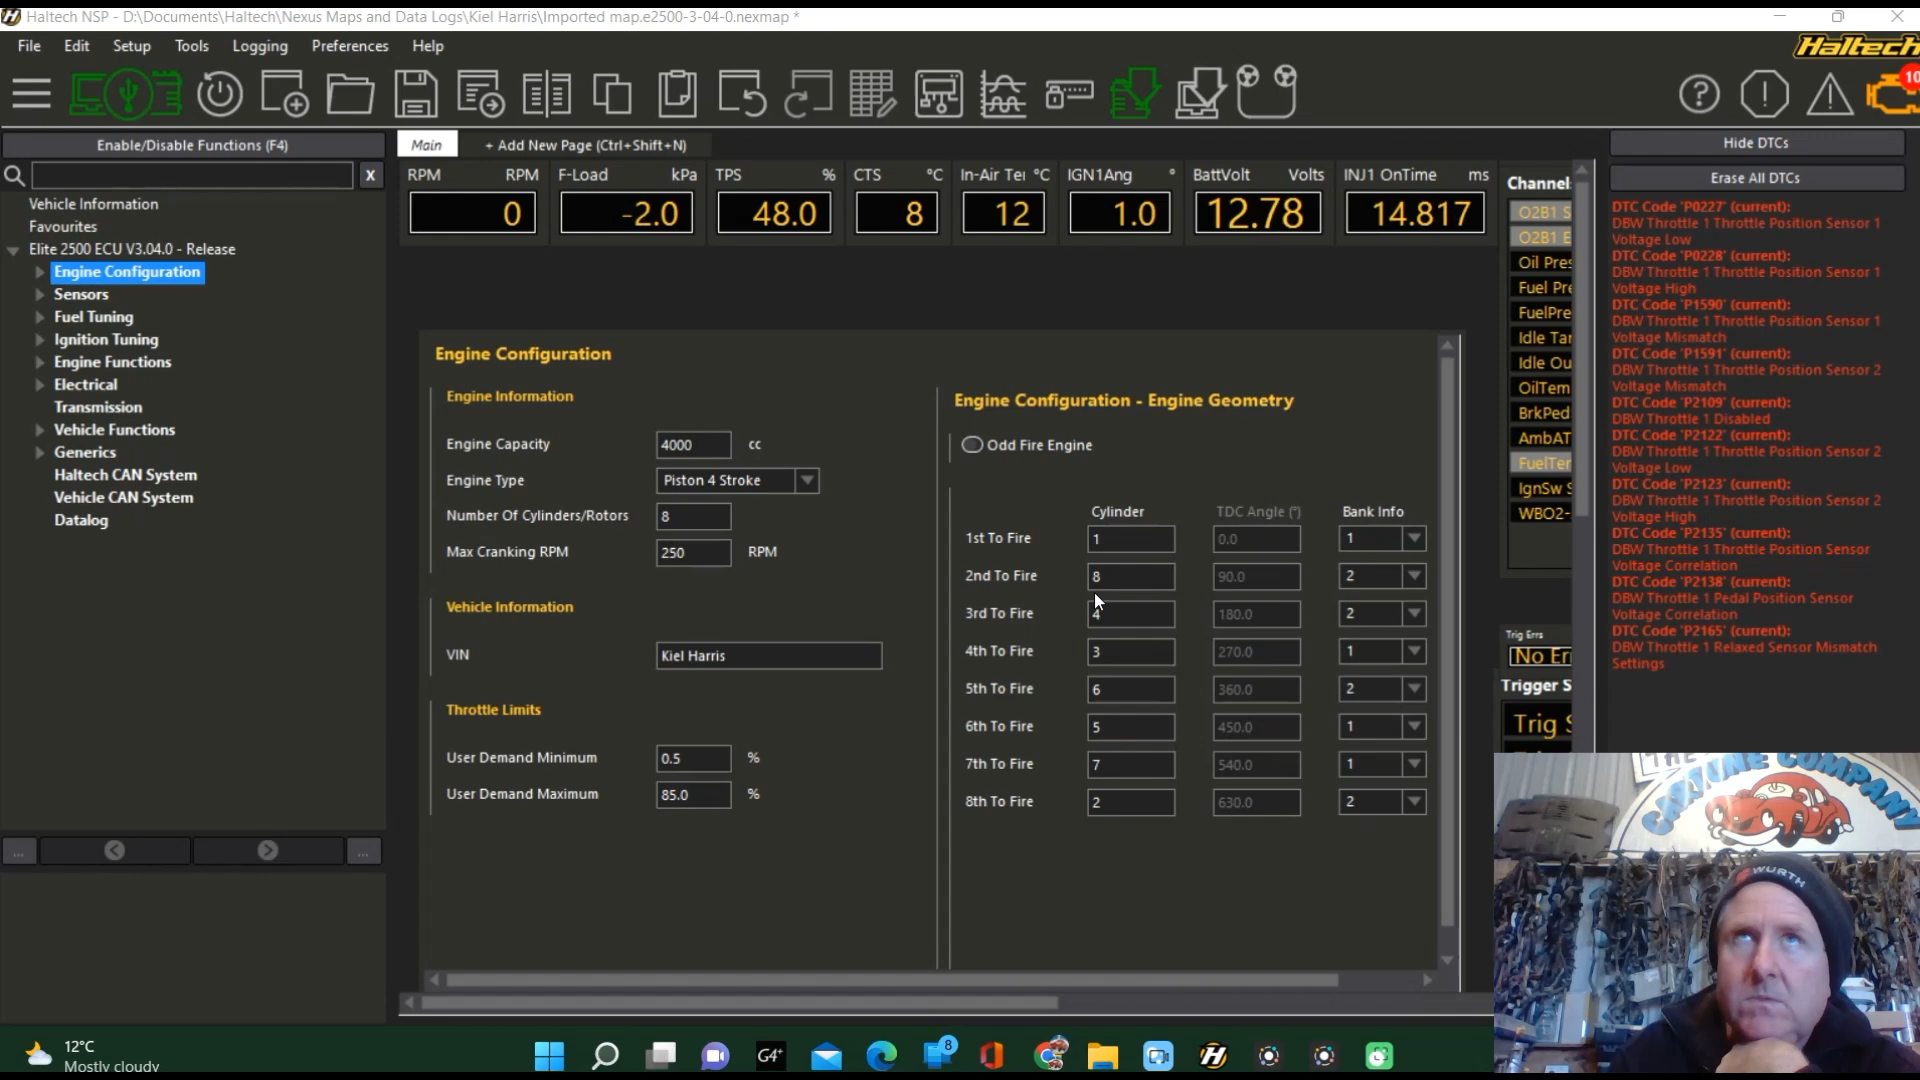 Haltech NSP - D:\Documents\Haltech\Nexus Maps and Data Logs\Kiel Harris\Imported map.e2500-3-04-0.nexmap *
File Edit Setup Tools Logging Preferences Help
Haltech
10
Enable/Disable Functions (F4)
X
Vehicle Information
Favourites
Elite 2500 ECU V3.04.0 - Release
Engine Configuration
Sensors
Fuel Tuning
Ignition Tuning
Engine Functions
Electrical
Transmission
Vehicle Functions
Generics
Haltech CAN System
Vehicle CAN System
Datalog
... ...
Main + Add New Page (Ctrl+Shift+N)
RPM RPM F-Load kPa TPS % CTS °C In-Air Ter °C IGN1Ang ° BattVolt Volts INJ1 OnTime ms
0 -2.0 48.0 8 12 1.0 12.78 14.817
Engine Configuration
Engine Information
Engine Capacity 4000 cc
Engine Type Piston 4 Stroke
Number Of Cylinders/Rotors 8
Max Cranking RPM 250 RPM
Vehicle Information
VIN Kiel Harris
Throttle Limits
User Demand Minimum 0.5 %
User Demand Maximum 85.0 %
Engine Configuration - Engine Geometry
Odd Fire Engine
Cylinder TDC Angle (°) Bank Info
1st To Fire 1 0.0 1
2nd To Fire 8 90.0 2
3rd To Fire 4 180.0 2
4th To Fire 3 270.0 1
5th To Fire 6 360.0 2
6th To Fire 5 450.0 1
7th To Fire 7 540.0 1
8th To Fire 2 630.0 2
Channel
O2B1 S
O2B1 E
Oil Pres
Fuel Pre
FuelPre
Idle Tar
Idle Ou
OilTem
BrkPed
AmbAT
FuelTer
IgnSw S
WBO2-
Trig Errs
No Er
Trigger S
Trig S
Hide DTCs
Erase All DTCs
DTC Code 'P0227' (current):
DBW Throttle 1 Throttle Position Sensor 1
Voltage Low
DTC Code 'P0228' (current):
DBW Throttle 1 Throttle Position Sensor 1
Voltage High
DTC Code 'P1590' (current):
DBW Throttle 1 Throttle Position Sensor 1
Voltage Mismatch
DTC Code 'P1591' (current):
DBW Throttle 1 Throttle Position Sensor 2
Voltage Mismatch
DTC Code 'P2109' (current):
DBW Throttle 1 Disabled
DTC Code 'P2122' (current):
DBW Throttle 1 Throttle Position Sensor 2
Voltage Low
DTC Code 'P2123' (current):
DBW Throttle 1 Throttle Position Sensor 2
Voltage High
DTC Code 'P2135' (current):
DBW Throttle 1 Throttle Position Sensor
Voltage Correlation
DTC Code 'P2138' (current):
DBW Throttle 1 Pedal Position Sensor
Voltage Correlation
DTC Code 'P2165' (current):
DBW Throttle 1 Relaxed Sensor Mismatch
Settings
THE
CARLINE COMPANY
WURTH
12°C
Mostly cloudy
G4+
8